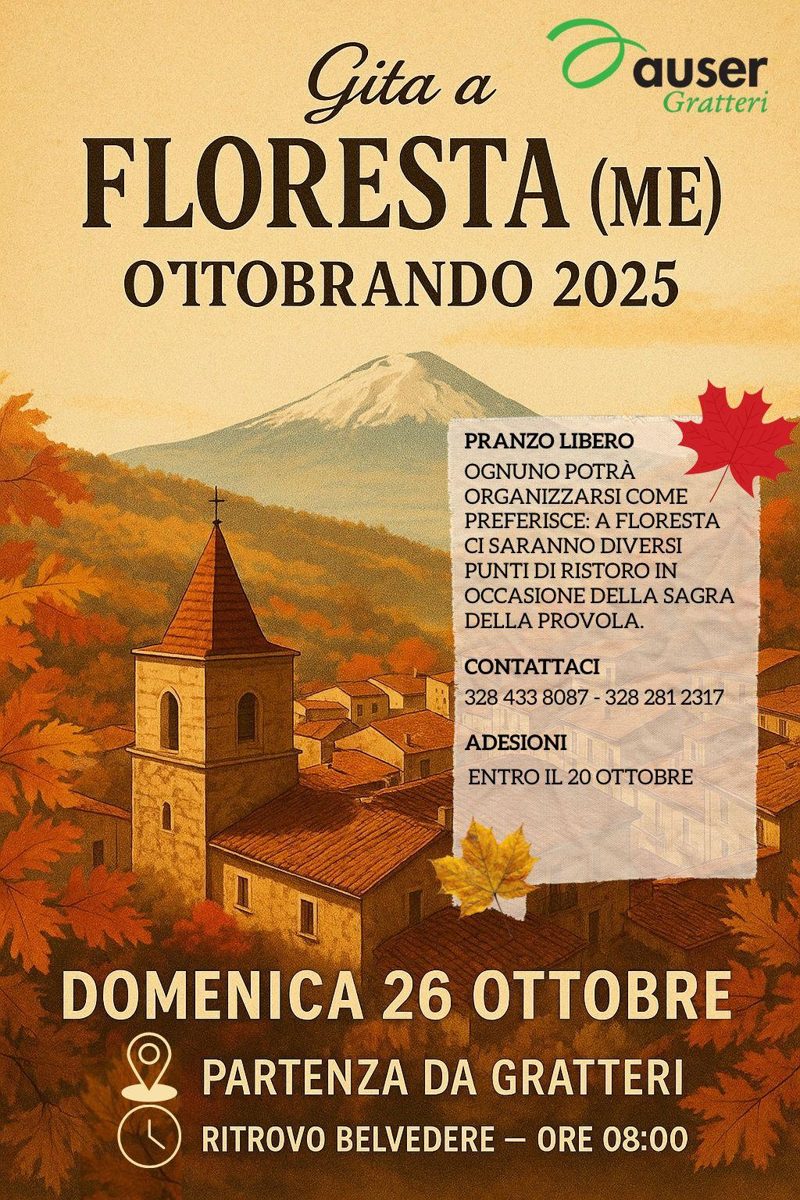 auser
Gratteri
Gita a
FLORESTA (ME)
OTTOBRANDO 2025
PRANZO LIBERO
OGNUNO POTRÀ
ORGANIZZARSI COME
PREFERISCE: A FLORESTA
CI SARANNO DIVERSI
PUNTI DI RISTORO IN
OCCASIONE DELLA SAGRA
DELLA PROVOLA.
CONTATTACI
328 433 8087 - 328 281 2317
ADESIONI
ENTRO IL 20 OTTOBRE
DOMENICA 26 OTTOBRE
PARTENZA DA GRATTERI
RITROVO BELVEDERE – ORE 08:00